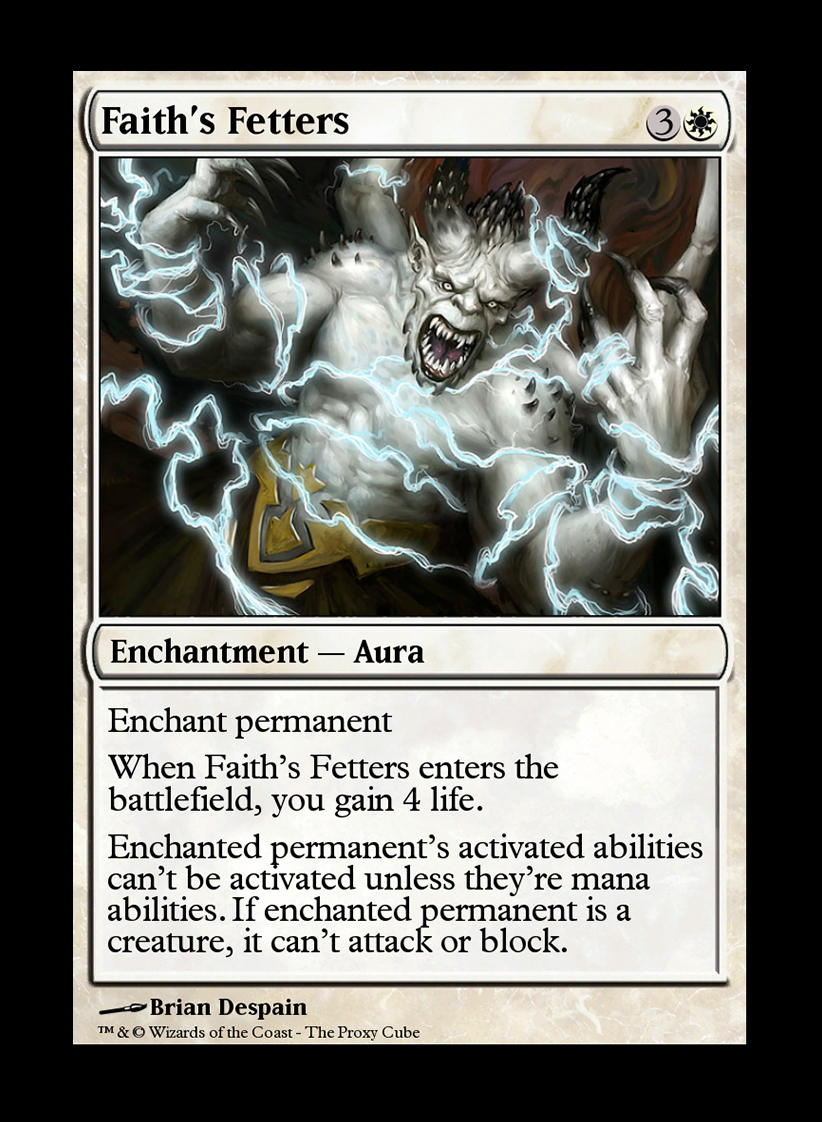 Faith's Fetters 3
Enchantment — Aura
Enchant permanent
When Faith's Fetters enters the
battlefield, you gain 4 life.
Enchanted permanent's activated abilities
can't be activated unless they're mana
abilities. If enchanted permanent is a
creature, it can't attack or block.
Brian Despain
™ & © Wizards of the Coast - The Proxy Cube